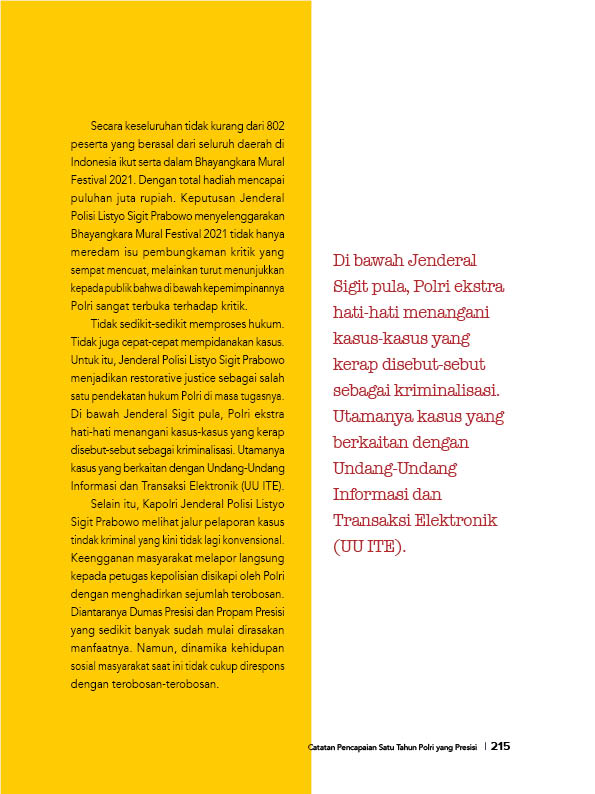 Secara keseluruhan tidak kurang dari 802
peserta yang berasal dari seluruh daerah di
Indonesia ikut serta dalam Bhayangkara Mural
Festival 2021. Dengan total hadiah mencapai
puluhan juta rupiah. Keputusan Jenderal
Polisi Listyo Sigit Prabowo menyelenggarakan
Bhayangkara Mural Festival 2021 tidak hanya
meredam isu pembungkaman kritik yang
sempat mencuat, melainkan turut menunjukkan
kepada publik bahwa di bawah kepemimpinannya
Polri sangat terbuka terhadap kritik.
Tidak sedikit-sedikit memproses hukum.
Tidak juga cepat-cepat mempidanakan kasus.
Untuk itu, Jenderal Polisi Listyo Sigit Prabowo
menjadikan restorative justice sebagai salah
satu pendekatan hukum Polri di masa tugasnya.
Di bawah Jenderal Sigit pula, Polri ekstra
hati-hati menangani kasus-kasus yang kerap
disebut-sebut sebagai kriminalisasi. Utamanya
kasus yang berkaitan dengan Undang-Undang
Informasi dan Transaksi Elektronik (UU ITE).
Selain itu, Kapolri Jenderal Polisi Listyo
Sigit Prabowo melihat jalur pelaporan kasus
tindak kriminal yang kini tidak lagi konvensional.
Keengganan masyarakat melapor langsung
kepada petugas kepolisian disikapi oleh Polri
dengan menghadirkan sejumlah terobosan.
Diantaranya Dumas Presisi dan Propam Presisi
yang sedikit banyak sudah mulai dirasakan
manfaatnya. Namun, dinamika kehidupan
sosial masyarakat saat ini tidak cukup direspons
dengan terobosan-terobosan.
Di bawah Jenderal
Sigit pula, Polri ekstra
hati-hati menangani
kasus-kasus yang
kerap disebut-sebut
sebagai kriminalisasi.
Utamanya kasus yang
berkaitan dengan
Undang-Undang
Informasi dan
Transaksi Elektronik
(UU ITE).
Catatan Pencapaian Satu Tahun Polri yang Presisi | 215